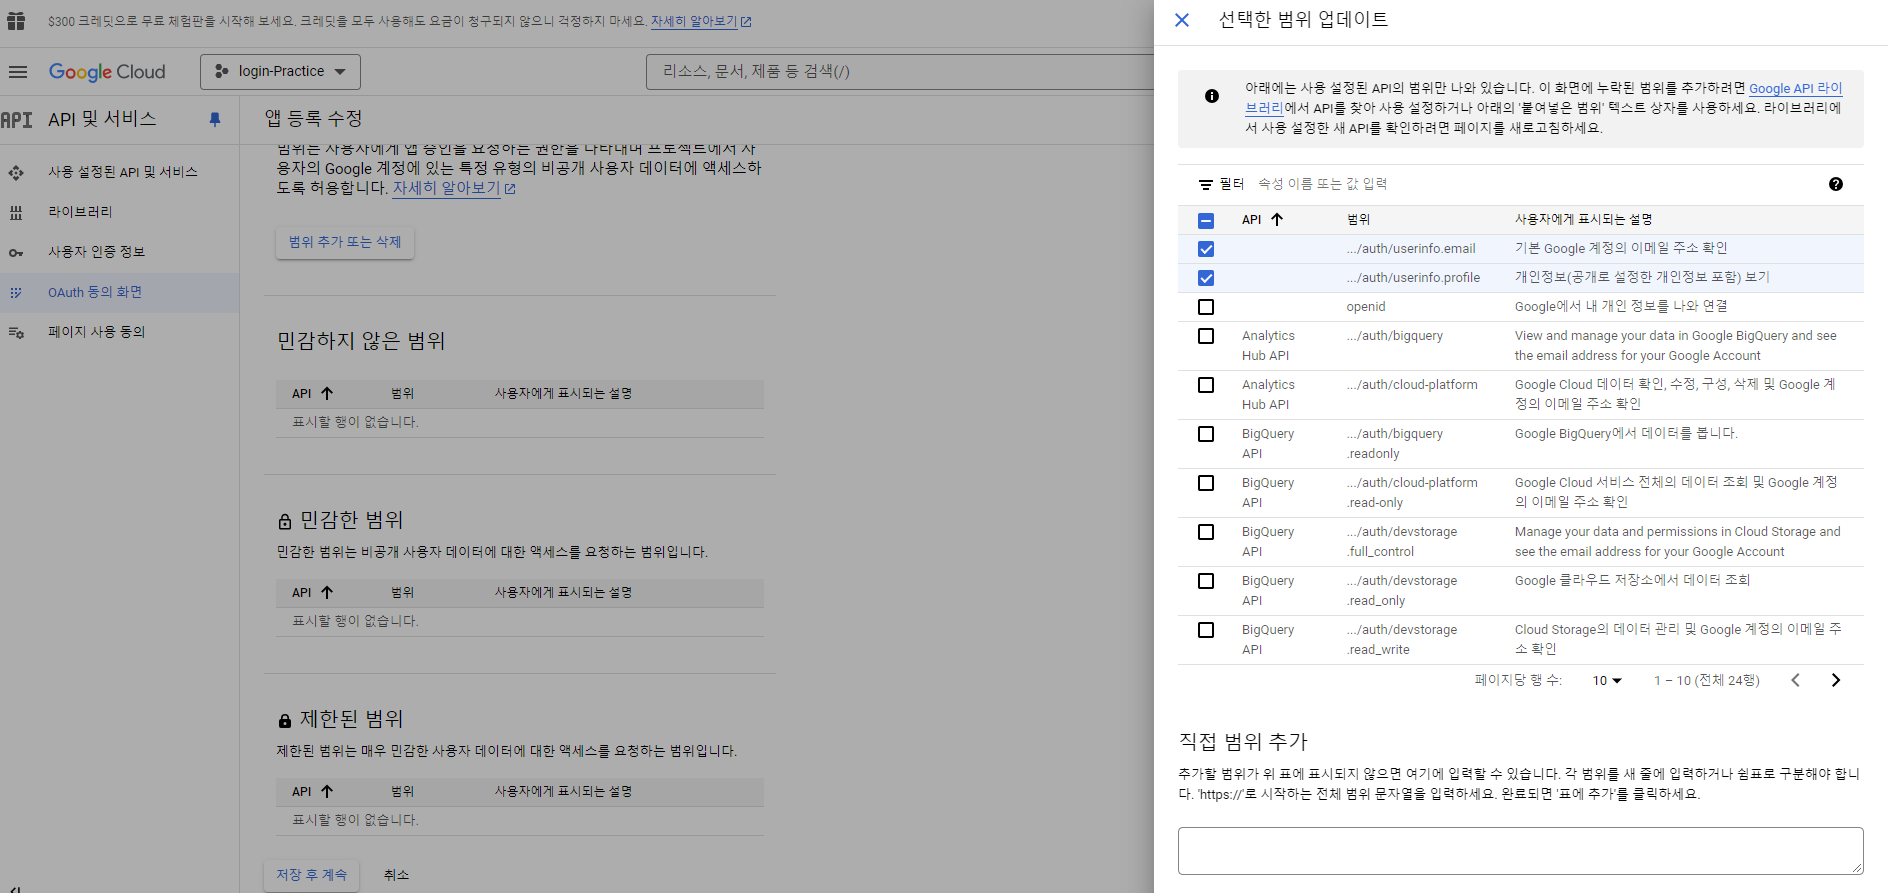 $300 크레딧으로 무료 체험판을 시작해 보세요. 크레딧을 모두 사용해도 요금이 청구되지 않으니 걱정하지 마세요. 자세히 알아보기
Google Cloud
login-Practice
리소스, 문서, 제품 등 검색(/)
API
API 및 서비스
사용 설정된 API 및 서비스
라이브러리
사용자 인증 정보
OAuth 동의 화면
페이지 사용 동의
앱 등록 수정
범위는 사용자에게 앱 승인을 요청하는 권한을 나타내며 프로젝트에서 사
용자의 Google 계정에 있는 특정 유형의 비공개 사용자 데이터에 액세스하
도록 허용합니다. 자세히 알아보기
범위 추가 또는 삭제
민감하지 않은 범위
API 범위 사용자에게 표시되는 설명
표시할 행이 없습니다.
민감한 범위
민감한 범위는 비공개 사용자 데이터에 대한 액세스를 요청하는 범위입니다.
API 범위 사용자에게 표시되는 설명
표시할 행이 없습니다.
제한된 범위
제한된 범위는 매우 민감한 사용자 데이터에 대한 액세스를 요청하는 범위입니다.
API 범위 사용자에게 표시되는 설명
표시할 행이 없습니다.
저장 후 계속 취소
선택한 범위 업데이트
아래에는 사용 설정된 API의 범위만 나와 있습니다. 이 화면에 누락된 범위를 추가하려면 Google API 라이
브러리에서 API를 찾아 사용 설정하거나 아래의 '붙여넣은 범위' 텍스트 상자를 사용하세요. 라이브러리에
서 사용 설정한 새 API를 확인하려면 페이지를 새로고침하세요.
필터 속성 이름 또는 값 입력
API 범위 사용자에게 표시되는 설명
.../auth/userinfo.email 기본 Google 계정의 이메일 주소 확인
.../auth/userinfo.profile 개인정보(공개로 설정한 개인정보 포함) 보기
openid Google에서 내 개인 정보를 나와 연결
Analytics .../auth/bigquery View and manage your data in Google BigQuery and see
Hub API the email address for your Google Account
Analytics .../auth/cloud-platform Google Cloud 데이터 확인, 수정, 구성, 삭제 및 Google 계
Hub API 정의 이메일 주소 확인
BigQuery .../auth/bigquery Google BigQuery에서 데이터를 봅니다.
API .readonly
BigQuery .../auth/cloud-platform Google Cloud 서비스 전체의 데이터 조회 및 Google 계정
API .read-only 의 이메일 주소 확인
BigQuery .../auth/devstorage Manage your data and permissions in Cloud Storage and
API .full_control see the email address for your Google Account
BigQuery .../auth/devstorage Google 클라우드 저장소에서 데이터 조회
API .read_only
BigQuery .../auth/devstorage Cloud Storage의 데이터 관리 및 Google 계정의 이메일 주
API .read_write 소 확인
페이지당 행 수: 10 1 – 10 (전체 24행)
직접 범위 추가
추가할 범위가 위 표에 표시되지 않으면 여기에 입력할 수 있습니다. 각 범위를 새 줄에 입력하거나 쉼표로 구분해야 합니
다. 'https://'로 시작하는 전체 범위 문자열을 입력하세요. 완료되면 '표에 추가'를 클릭하세요.